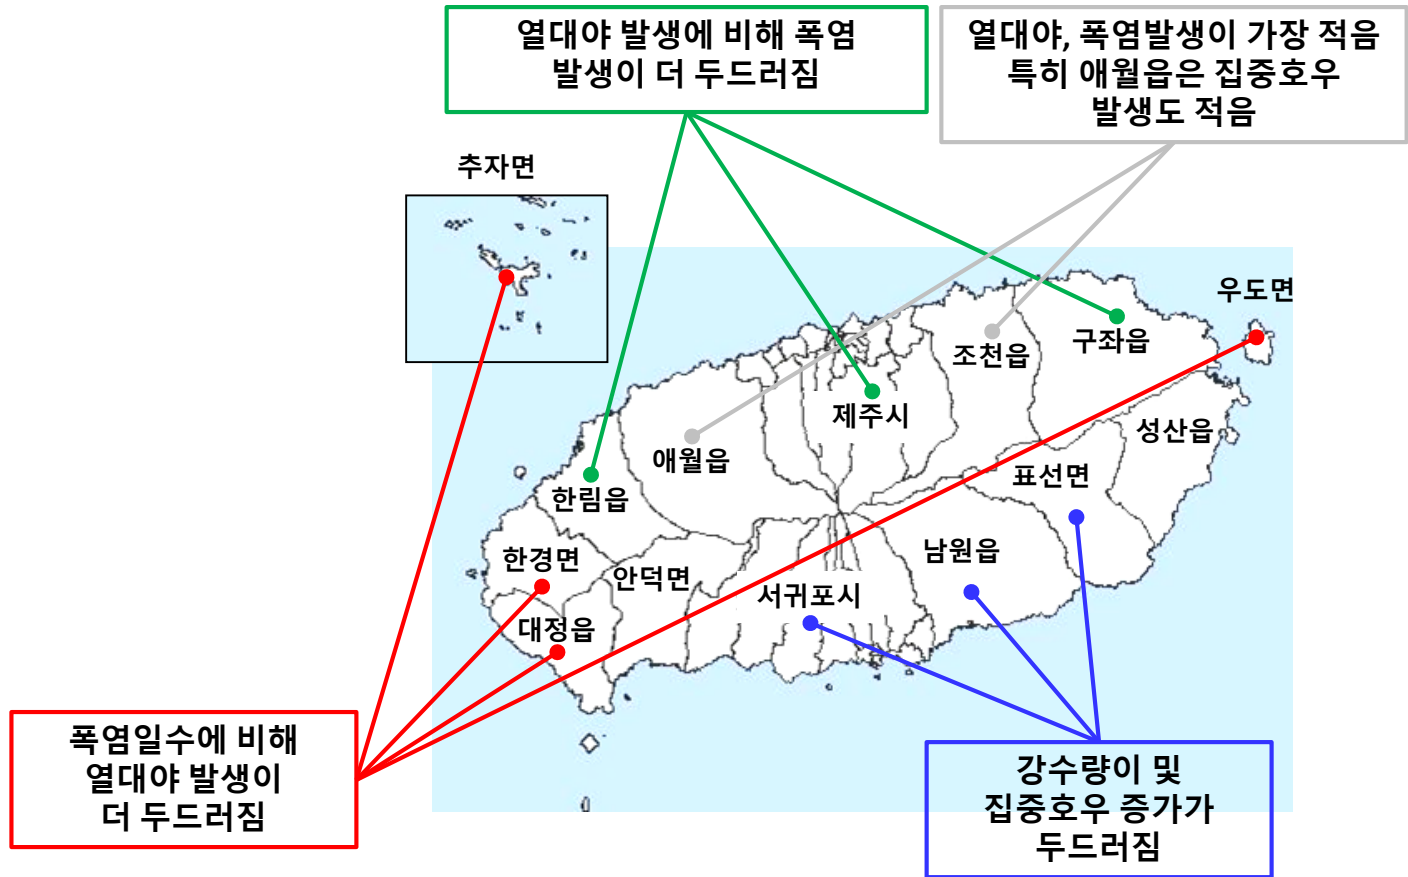 열대야 발생에 비해 폭염
발생이 더 두드러짐
열대야, 폭염발생이 가장 적음
특히 애월읍은 집중호우
발생도 적음
추자면
우도면
구좌읍
조천읍
제주시
성산읍
애월읍
표선면
한림읍
남원읍
한경면
안덕면
서귀포시
대정읍
폭염일수에 비해
열대야 발생이
더 두드러짐
강수량이 및
집중호우 증가가
두드러짐